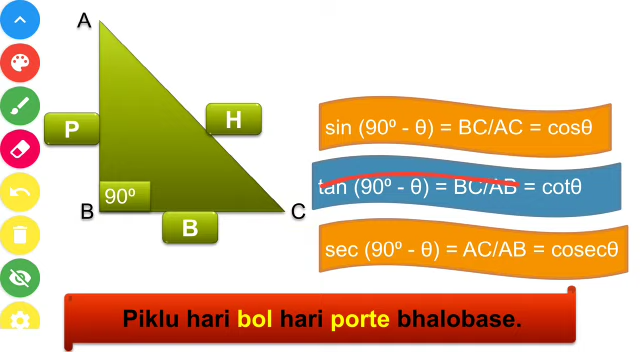 A
P
H
90º
B
C
B
sin (90º - θ) = BC/AC = cosθ
tan (90º - θ) = BC/AB = cotθ
sec (90º - θ) = AC/AB = cosecθ
Piklu hari bol hari porte bhalobase.